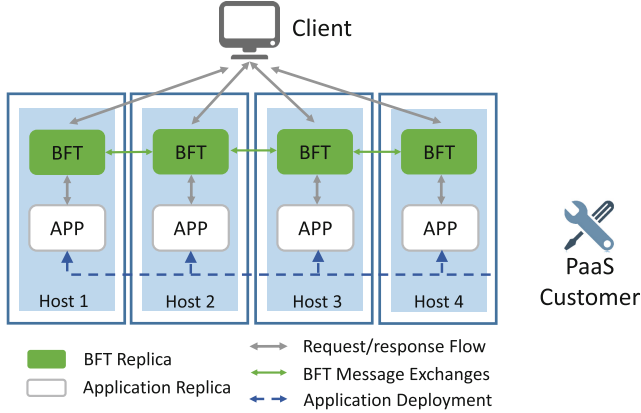 Client
BFT BFT BFT BFT
APP APP APP APP
Host 1 Host 2 Host 3 Host 4
PaaS
Customer
BFT Replica
Application Replica
Request/response Flow
BFT Message Exchanges
Application Deployment